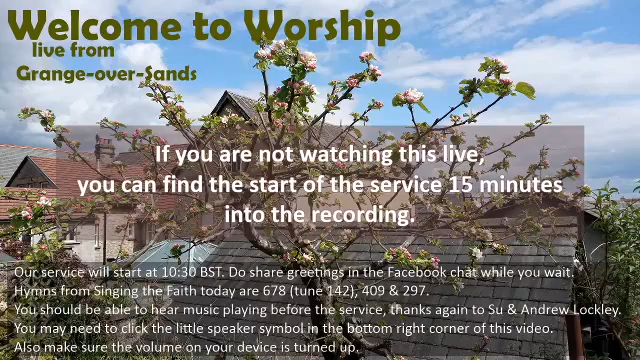 Welcome to Worship
live from
Grange-over-Sands
If you are not watching this live,
you can find the start of the service 15 minutes
into the recording.
Our service will start at 10:30 BST. Do share greetings in the Facebook chat while you wait.
Hymns from Singing the Faith today are 678 (tune 142), 409 & 297.
You should be able to hear music playing before the service, thanks again to Su & Andrew Lockley.
You may need to click the little speaker symbol in the bottom right corner of this video.
Also make sure the volume on your device is turned up.